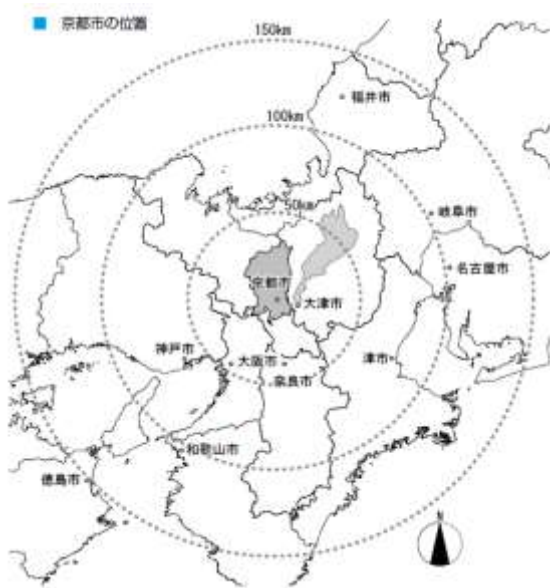 京都市の位置
150km
100km
福井市
50km
岐阜市
名古屋市
京都市
大津市
神戸市
大阪市
津市
奈良市
和歌山市
徳島市
N